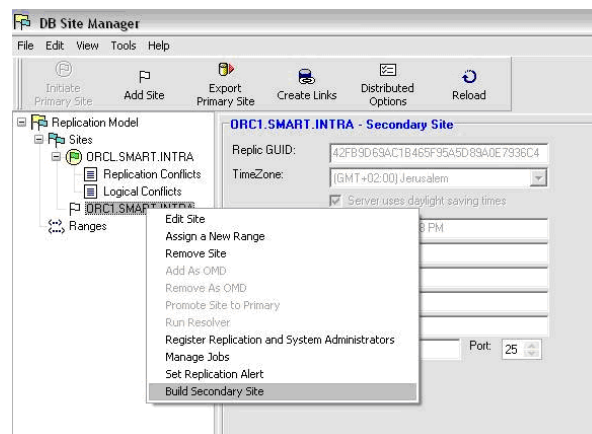 DB Site Manager
File Edit View Tools Help
Initiate Primary Site
Add Site
Export Primary Site
Create Links
Distributed Options
Reload
Replication Model
Sites
ORCL.SMART.INTRA
Replication Conflicts
Logical Conflicts
ORC1.SMART.INTRA
Ranges
ORC1.SMART.INTRA - Secondary Site
Replic GUID: 42FB9D69AC1B465F95A5D89A0E7936C4
TimeZone: (GMT+02:00) Jerusalem
Server uses daylight saving times
8 PM
Port: 25
Edit Site
Assign a New Range
Remove Site
Add As OMD
Remove As OMD
Promote Site to Primary
Run Resolver
Register Replication and System Administrators
Manage Jobs
Set Replication Alert
Build Secondary Site